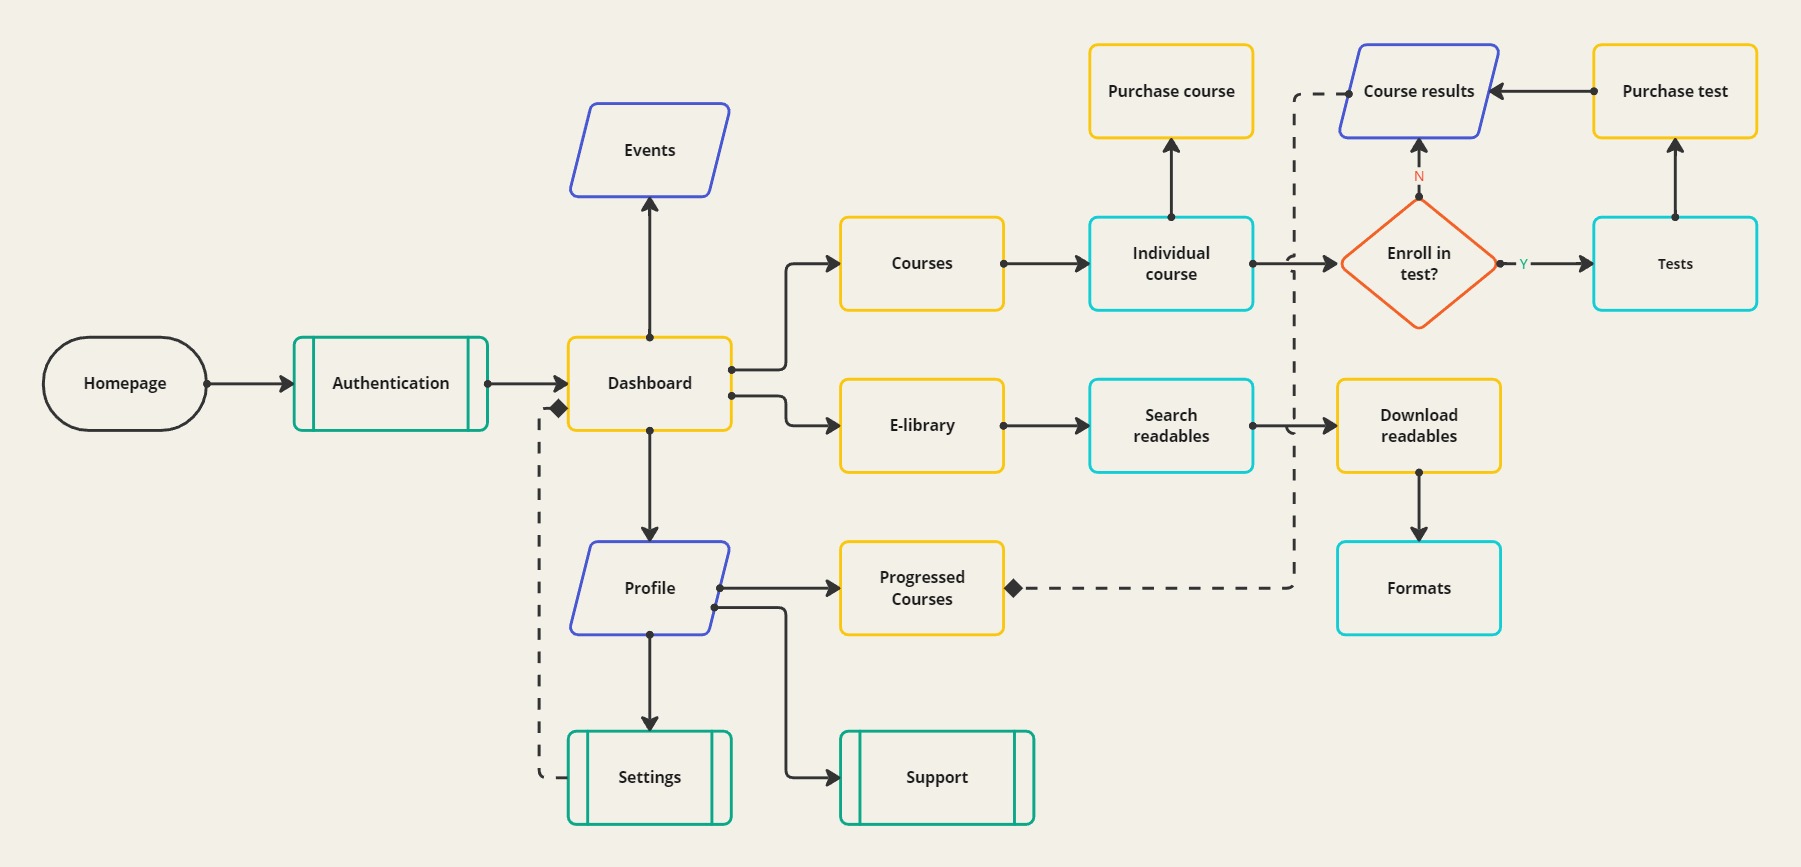 Purchase course
Course results
Purchase test
Events
N
Courses
Individual
course
Enroll in
test?
Y
Tests
Homepage
Authentication
Dashboard
E-library
Search
readables
Download
readables
Profile
Progressed
Courses
Formats
Settings
Support